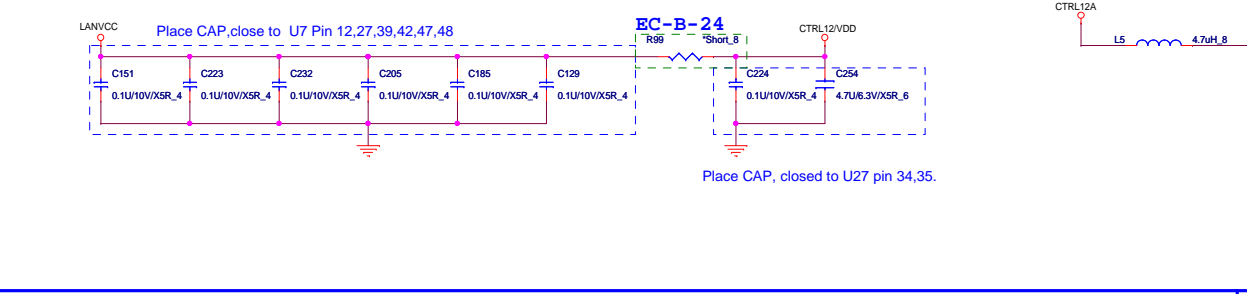 CTRL12A
EC-B-24
LANVCC
Place CAP,close to U7 Pin 12,27,39,42,47,48
CTRL12/VDD
R99
*Short_8
L5
4.7uH_8
C151
C223
C232
C205
C185
C129
C224
C254
0.1U/10V/X5R_4
0.1U/10V/X5R_4
0.1U/10V/X5R_4
0.1U/10V/X5R_4
0.1U/10V/X5R_4
0.1U/10V/X5R_4
0.1U/10V/X5R_4
4.7U/6.3V/X5R_6
Place CAP, closed to U27 pin 34,35.